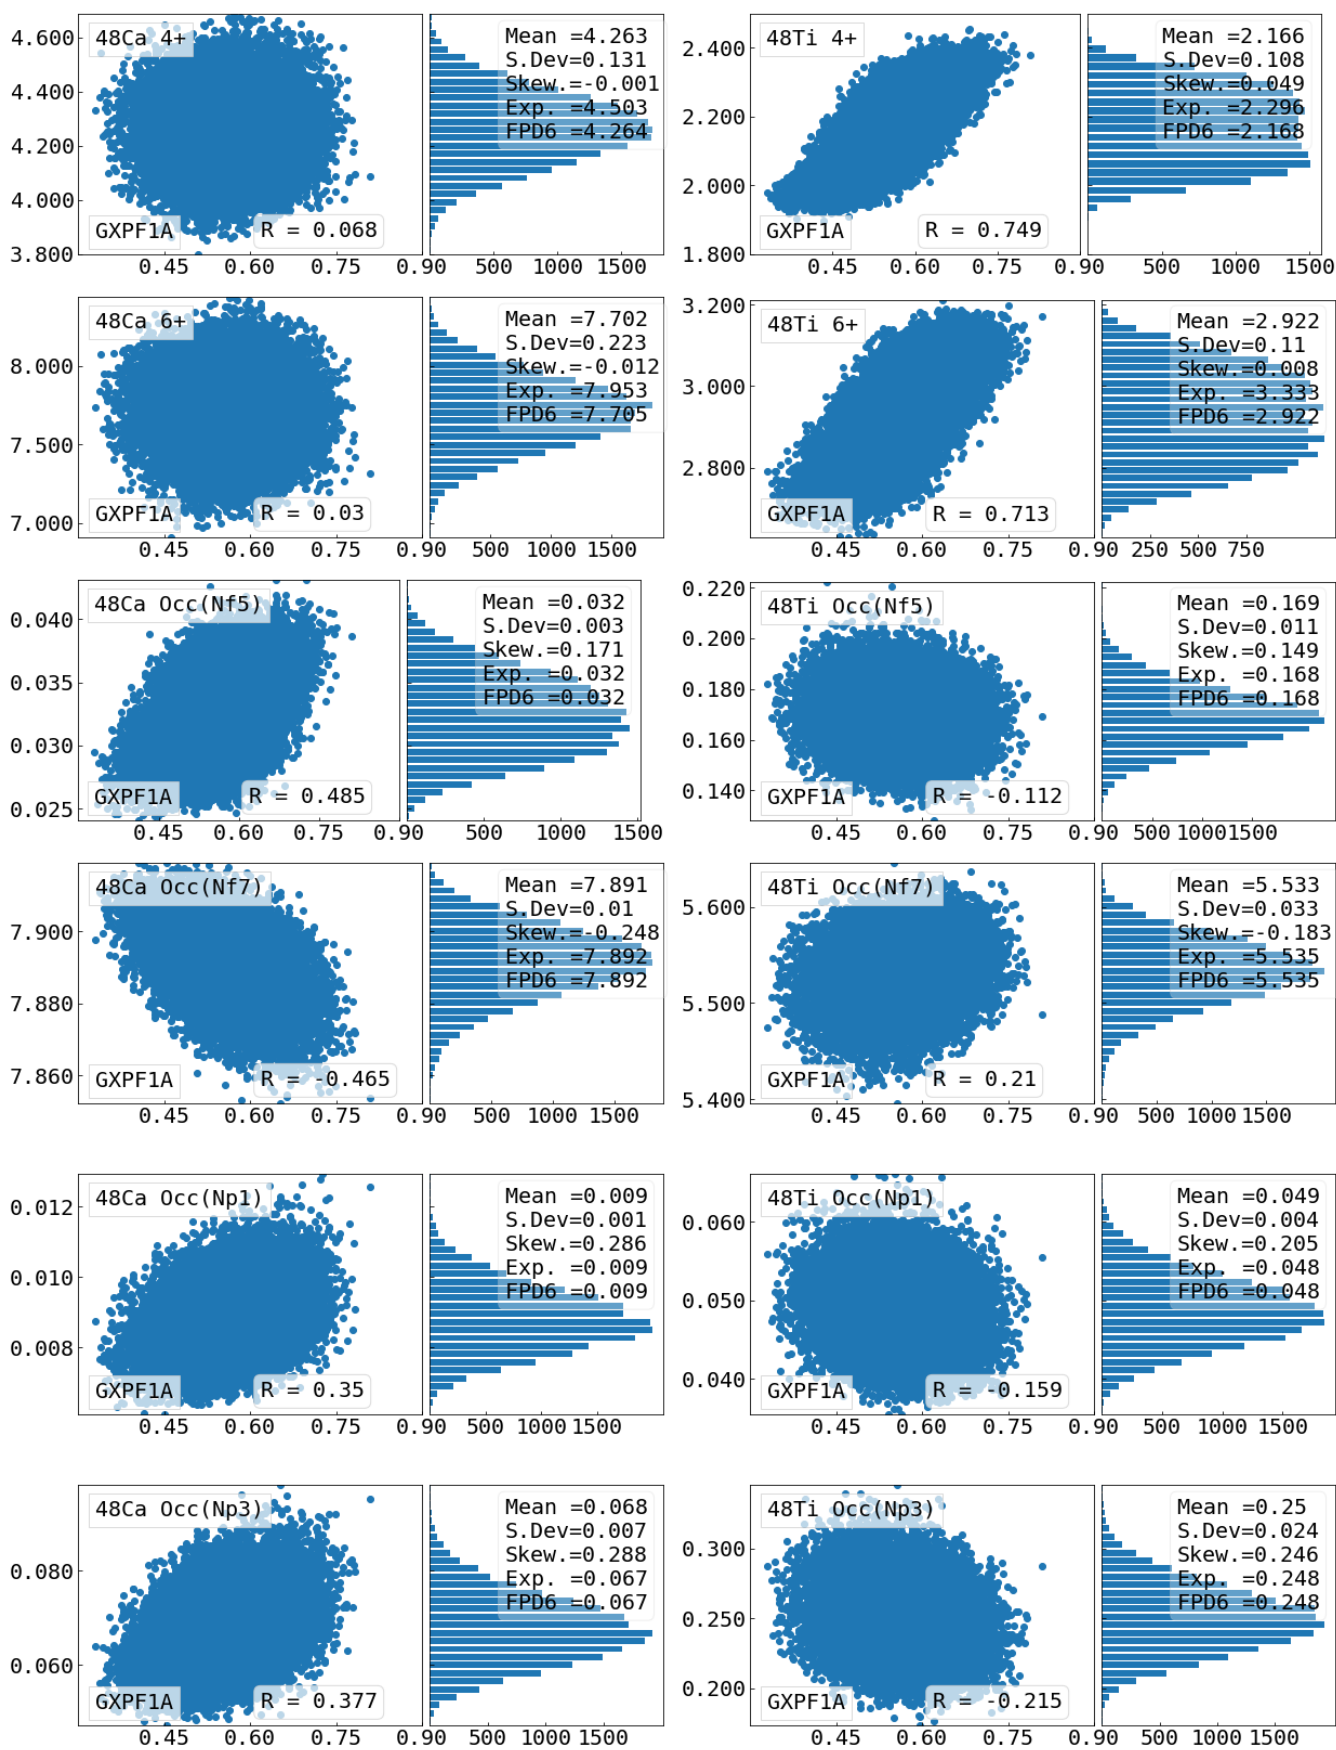 48Ca 4+
4.600
4.400
4.200
4.000
3.800
GXPF1A
R = 0.068
0.45 0.60 0.75 0.90
Mean =4.263
S.Dev=0.131
Skew.=-0.001
Exp. =4.503
FPD6 =4.264
500 1000 1500
48Ti 4+
2.400
2.200
2.000
1.800
GXPF1A
R = 0.749
0.45 0.60 0.75 0.90
Mean =2.166
S.Dev=0.108
Skew.=0.049
Exp. =2.296
FPD6 =2.168
500 1000 1500
48Ca 6+
8.000
7.500
7.000
GXPF1A
R = 0.03
0.45 0.60 0.75 0.90
Mean =7.702
S.Dev=0.223
Skew.=-0.012
Exp. =7.953
FPD6 =7.705
500 1000 1500
48Ti 6+
3.200
3.000
2.800
GXPF1A
R = 0.713
0.45 0.60 0.75 0.90
Mean =2.922
S.Dev=0.11
Skew.=0.008
Exp. =3.333
FPD6 =2.922
250 500 750
48Ca Occ(Nf5)
0.040
0.035
0.030
0.025
GXPF1A
R = 0.485
0.45 0.60 0.75 0.90
Mean =0.032
S.Dev=0.003
Skew.=0.171
Exp. =0.032
FPD6 =0.032
500 1000 1500
48Ti Occ(Nf5)
0.220
0.200
0.180
0.160
0.140
GXPF1A
R = -0.112
0.45 0.60 0.75 0.90
Mean =0.169
S.Dev=0.011
Skew.=0.149
Exp. =0.168
FPD6 =0.168
500 1000 1500
48Ca Occ(Nf7)
7.900
7.880
7.860
GXPF1A
R = -0.465
0.45 0.60 0.75 0.90
Mean =7.891
S.Dev=0.01
Skew.=-0.248
Exp. =7.892
FPD6 =7.892
500 1000 1500
48Ti Occ(Nf7)
5.600
5.500
5.400
GXPF1A
R = 0.21
0.45 0.60 0.75 0.90
Mean =5.533
S.Dev=0.033
Skew.=-0.183
Exp. =5.535
FPD6 =5.535
500 1000 1500
48Ca Occ(Np1)
0.012
0.010
0.008
GXPF1A
R = 0.35
0.45 0.60 0.75 0.90
Mean =0.009
S.Dev=0.001
Skew.=0.286
Exp. =0.009
FPD6 =0.009
500 1000 1500
48Ti Occ(Np1)
0.060
0.050
0.040
GXPF1A
R = -0.159
0.45 0.60 0.75 0.90
Mean =0.049
S.Dev=0.004
Skew.=0.205
Exp. =0.048
FPD6 =0.048
500 1000 1500
48Ca Occ(Np3)
0.080
0.060
GXPF1A
R = 0.377
0.45 0.60 0.75 0.90
Mean =0.068
S.Dev=0.007
Skew.=0.288
Exp. =0.067
FPD6 =0.067
500 1000 1500
48Ti Occ(Np3)
0.300
0.250
0.200
GXPF1A
R = -0.215
0.45 0.60 0.75 0.90
Mean =0.25
S.Dev=0.024
Skew.=0.246
Exp. =0.248
FPD6 =0.248
500 1000 1500